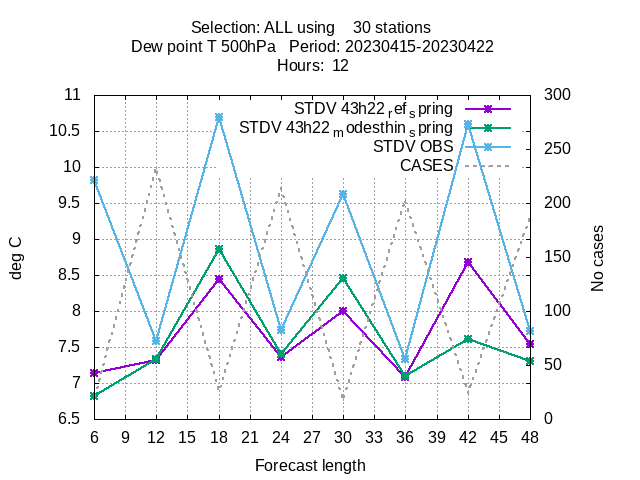 Selection: ALL using 30 stations
Dew point T 500hPa Period: 20230415-20230422
Hours: 12
STDV 43h22 ref spring
STDV 43h22 modesthin spring
STDV OBS
CASES
11
10.5
10
9.5
9
8.5
8
7.5
7
6.5
300
250
200
150
100
50
0
deg C
No cases
6 9 12 15 18 21 24 27 30 33 36 39 42 45 48
Forecast length